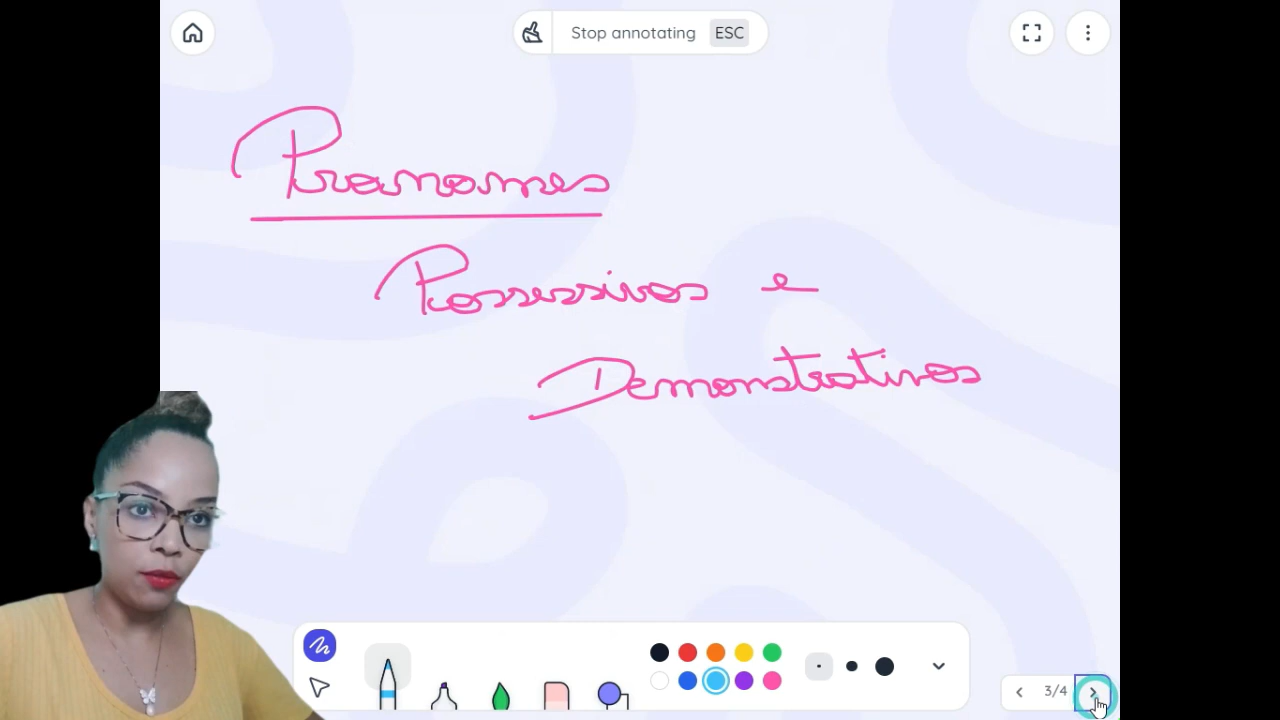 Stop annotating ESC
Pronomes
Possessivos e
Demonstrativos
3/4